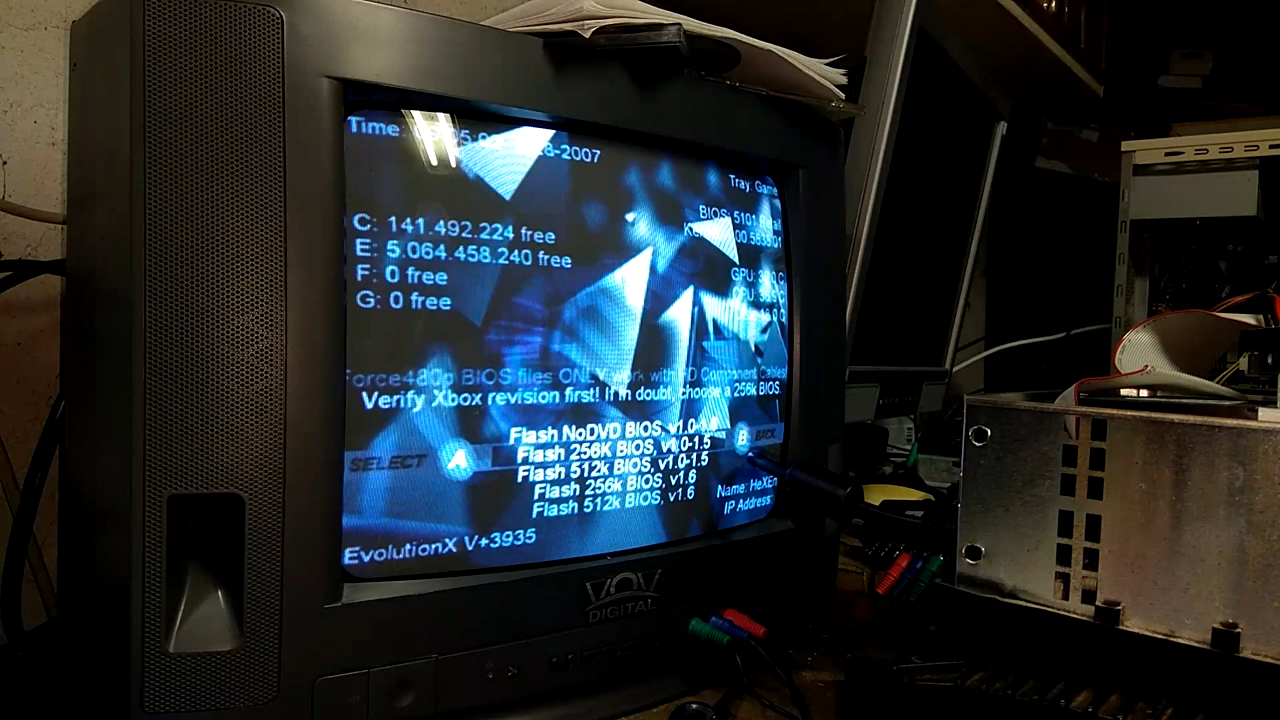 Time: 2007
Tray: Game
BIOS: 5101 Retail
C: 141.492.224 free
E: 5.064.458.240 free
F: 0 free
G: 0 free
GPU:
CPU:
Force480p BIOS files ONLY work with HD Component Cables!
Verify Xbox revision first! If in doubt, choose a 256k BIOS.
Flash NoDVD BIOS, v1.0-1.5
Flash 256K BIOS, v1.0-1.5
Flash 512k BIOS, v1.0-1.5
Flash 256k BIOS, v1.6
Flash 512k BIOS, v1.6
SELECT A
B BACK
Name: HeXEn
IP Address:
EvolutionX V+3935
VOV
DIGITAL